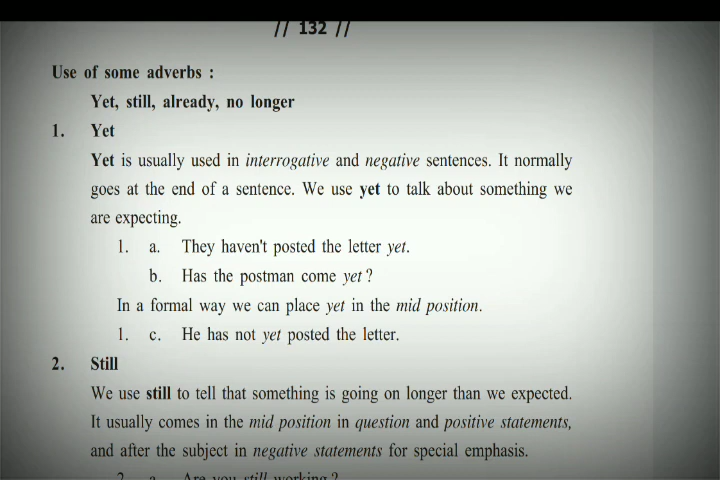 // 132 //
Use of some adverbs :
Yet, still, already, no longer
1. Yet
Yet is usually used in interrogative and negative sentences. It normally
goes at the end of a sentence. We use yet to talk about something we
are expecting.
1. a. They haven't posted the letter yet.
b. Has the postman come yet ?
In a formal way we can place yet in the mid position.
1. c. He has not yet posted the letter.
2. Still
We use still to tell that something is going on longer than we expected.
It usually comes in the mid position in question and positive statements,
and after the subject in negative statements for special emphasis.
2. a. Are you still working ?